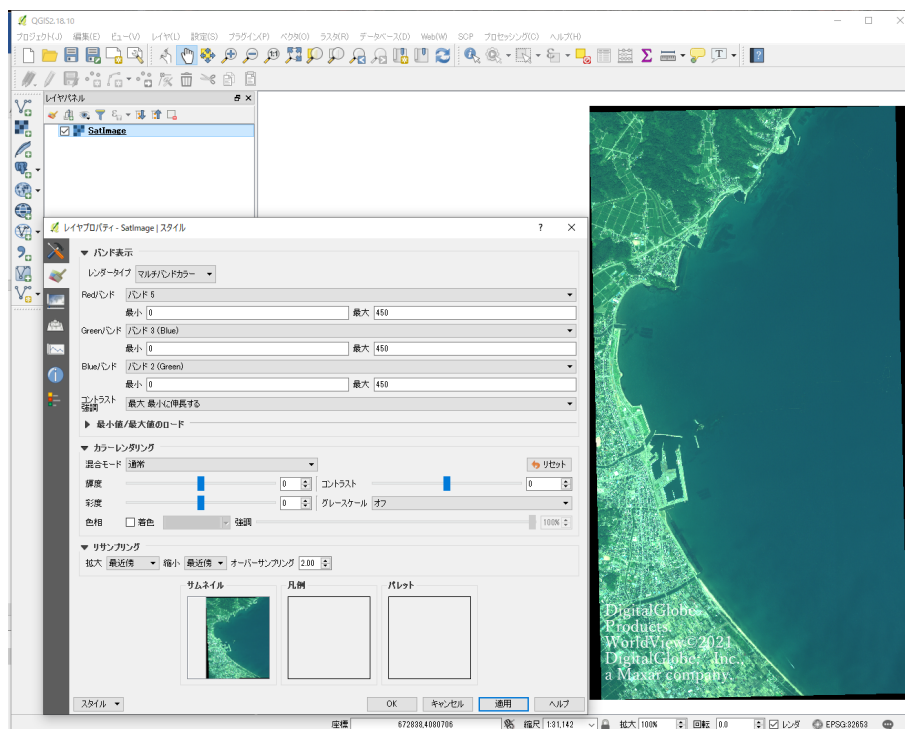 QGIS2.18.10
プロジェクト(J) 編集(E) ビュー(V) レイヤ(L) 設定(S) プラグイン(P) ベクタ(O) ラスタ(R) データベース(D) Web(W) SCP プロセッシング(C) ヘルプ(H)
レイヤパネル
SatImage
レイヤプロパティ - SatImage | スタイル
バンド表示
レンダータイプ マルチバンドカラー
Redバンド バンド 5
最小 0 最大 450
Greenバンド バンド 3 (Blue)
最小 0 最大 450
Blueバンド バンド 2 (Green)
最小 0 最大 450
コントラスト
強調 最大 最小に伸長する
最小値/最大値のロード
カラーレンダリング
混合モード 通常 リセット
輝度 0 コントラスト 0
彩度 0 グレースケール オフ
色相 着色 強調 100%
リサンプリング
拡大 最近傍 縮小 最近傍 オーバーサンプリング 2.00
サムネイル 凡例 パレット
スタイル OK キャンセル 適用 ヘルプ
DigitalGlobe
Products
WorldView©2021
DigitalGlobe, Inc.,
a Maxar company.
座標 672838,4080706 縮尺 1:31,142 拡大 100% 回転 0.0 レンダ EPSG:32653